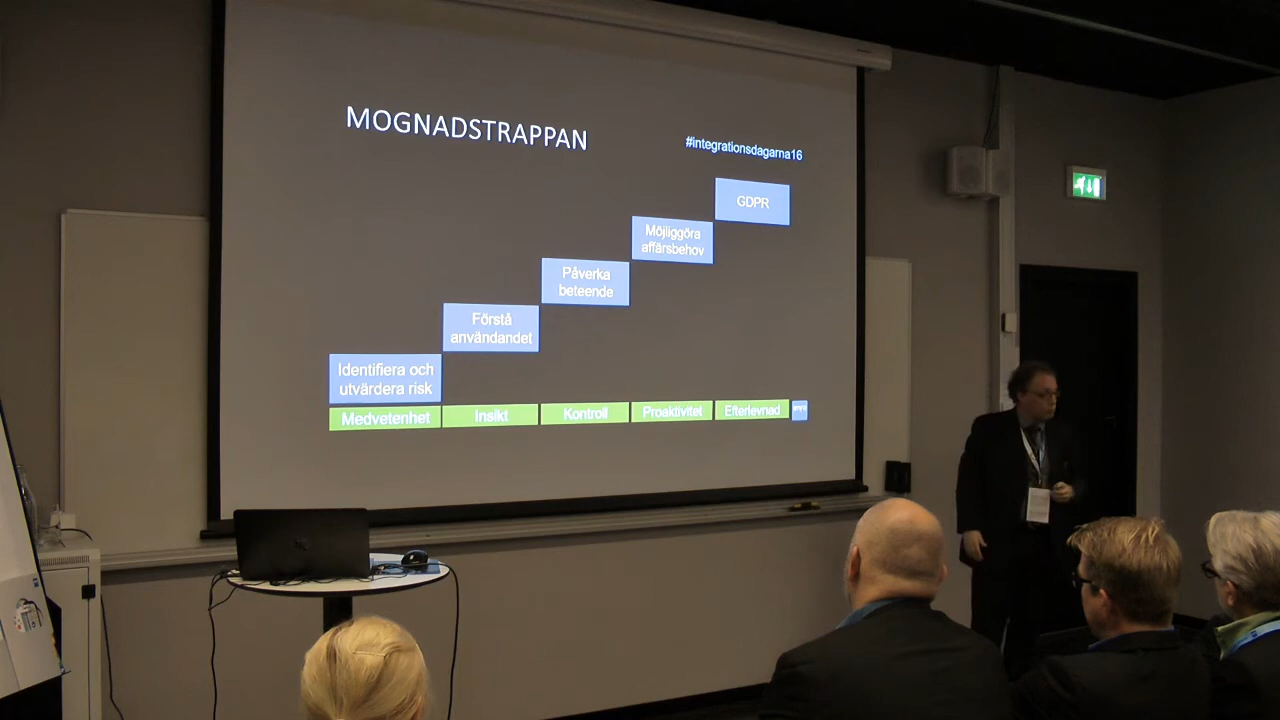 MOGNADSTRAPPAN
#integrationsdagarna16
GDPR
Möjliggöra
affärsbehov
Påverka
beteende
Förstå
användandet
Identifiera och
utvärdera risk
Medvetenhet
Insikt
Kontroll
Proaktivitet
Efterlevnad